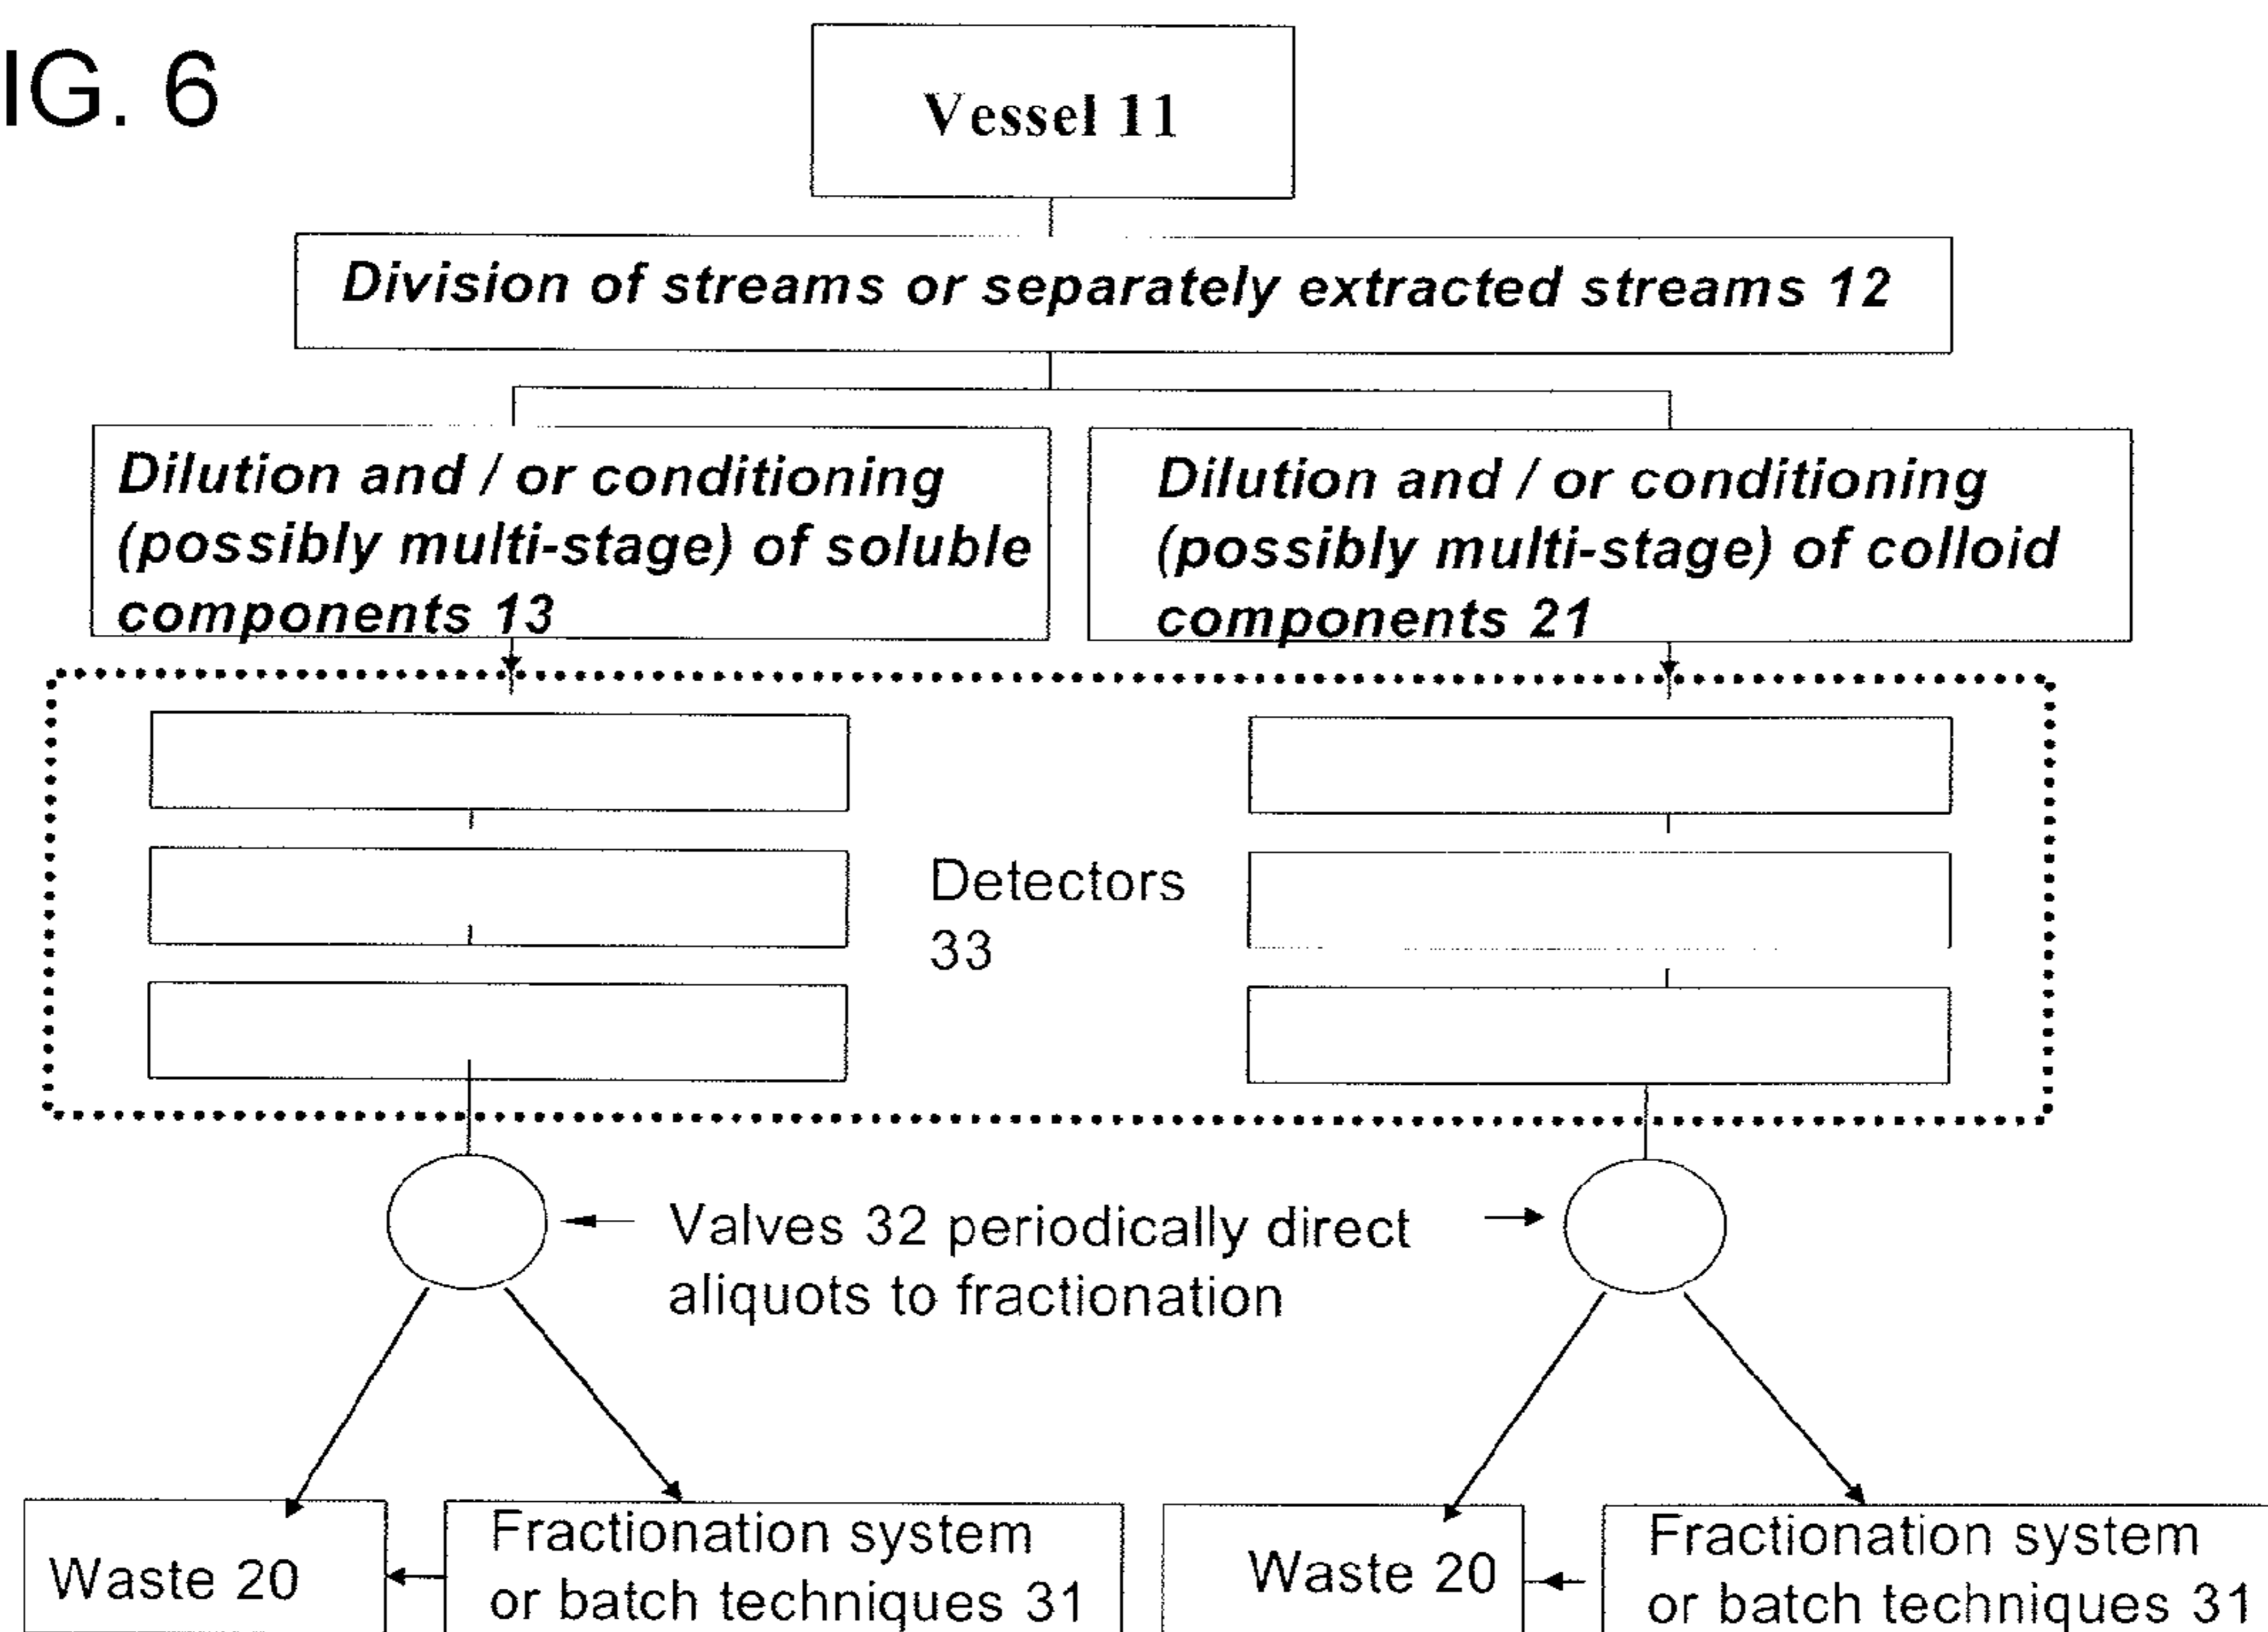 IG. 6
Vessel 11
Division of streams or separately extracted streams 12
Dilution and / or conditioning
(possibly multi-stage) of soluble
components 13
Dilution and / or conditioning
(possibly multi-stage) of colloid
components 21
Detectors
33
Valves 32 periodically direct
aliquots to fractionation
Waste 20
Fractionation system
or batch techniques 31
Waste 20
Fractionation system
or batch techniques 31